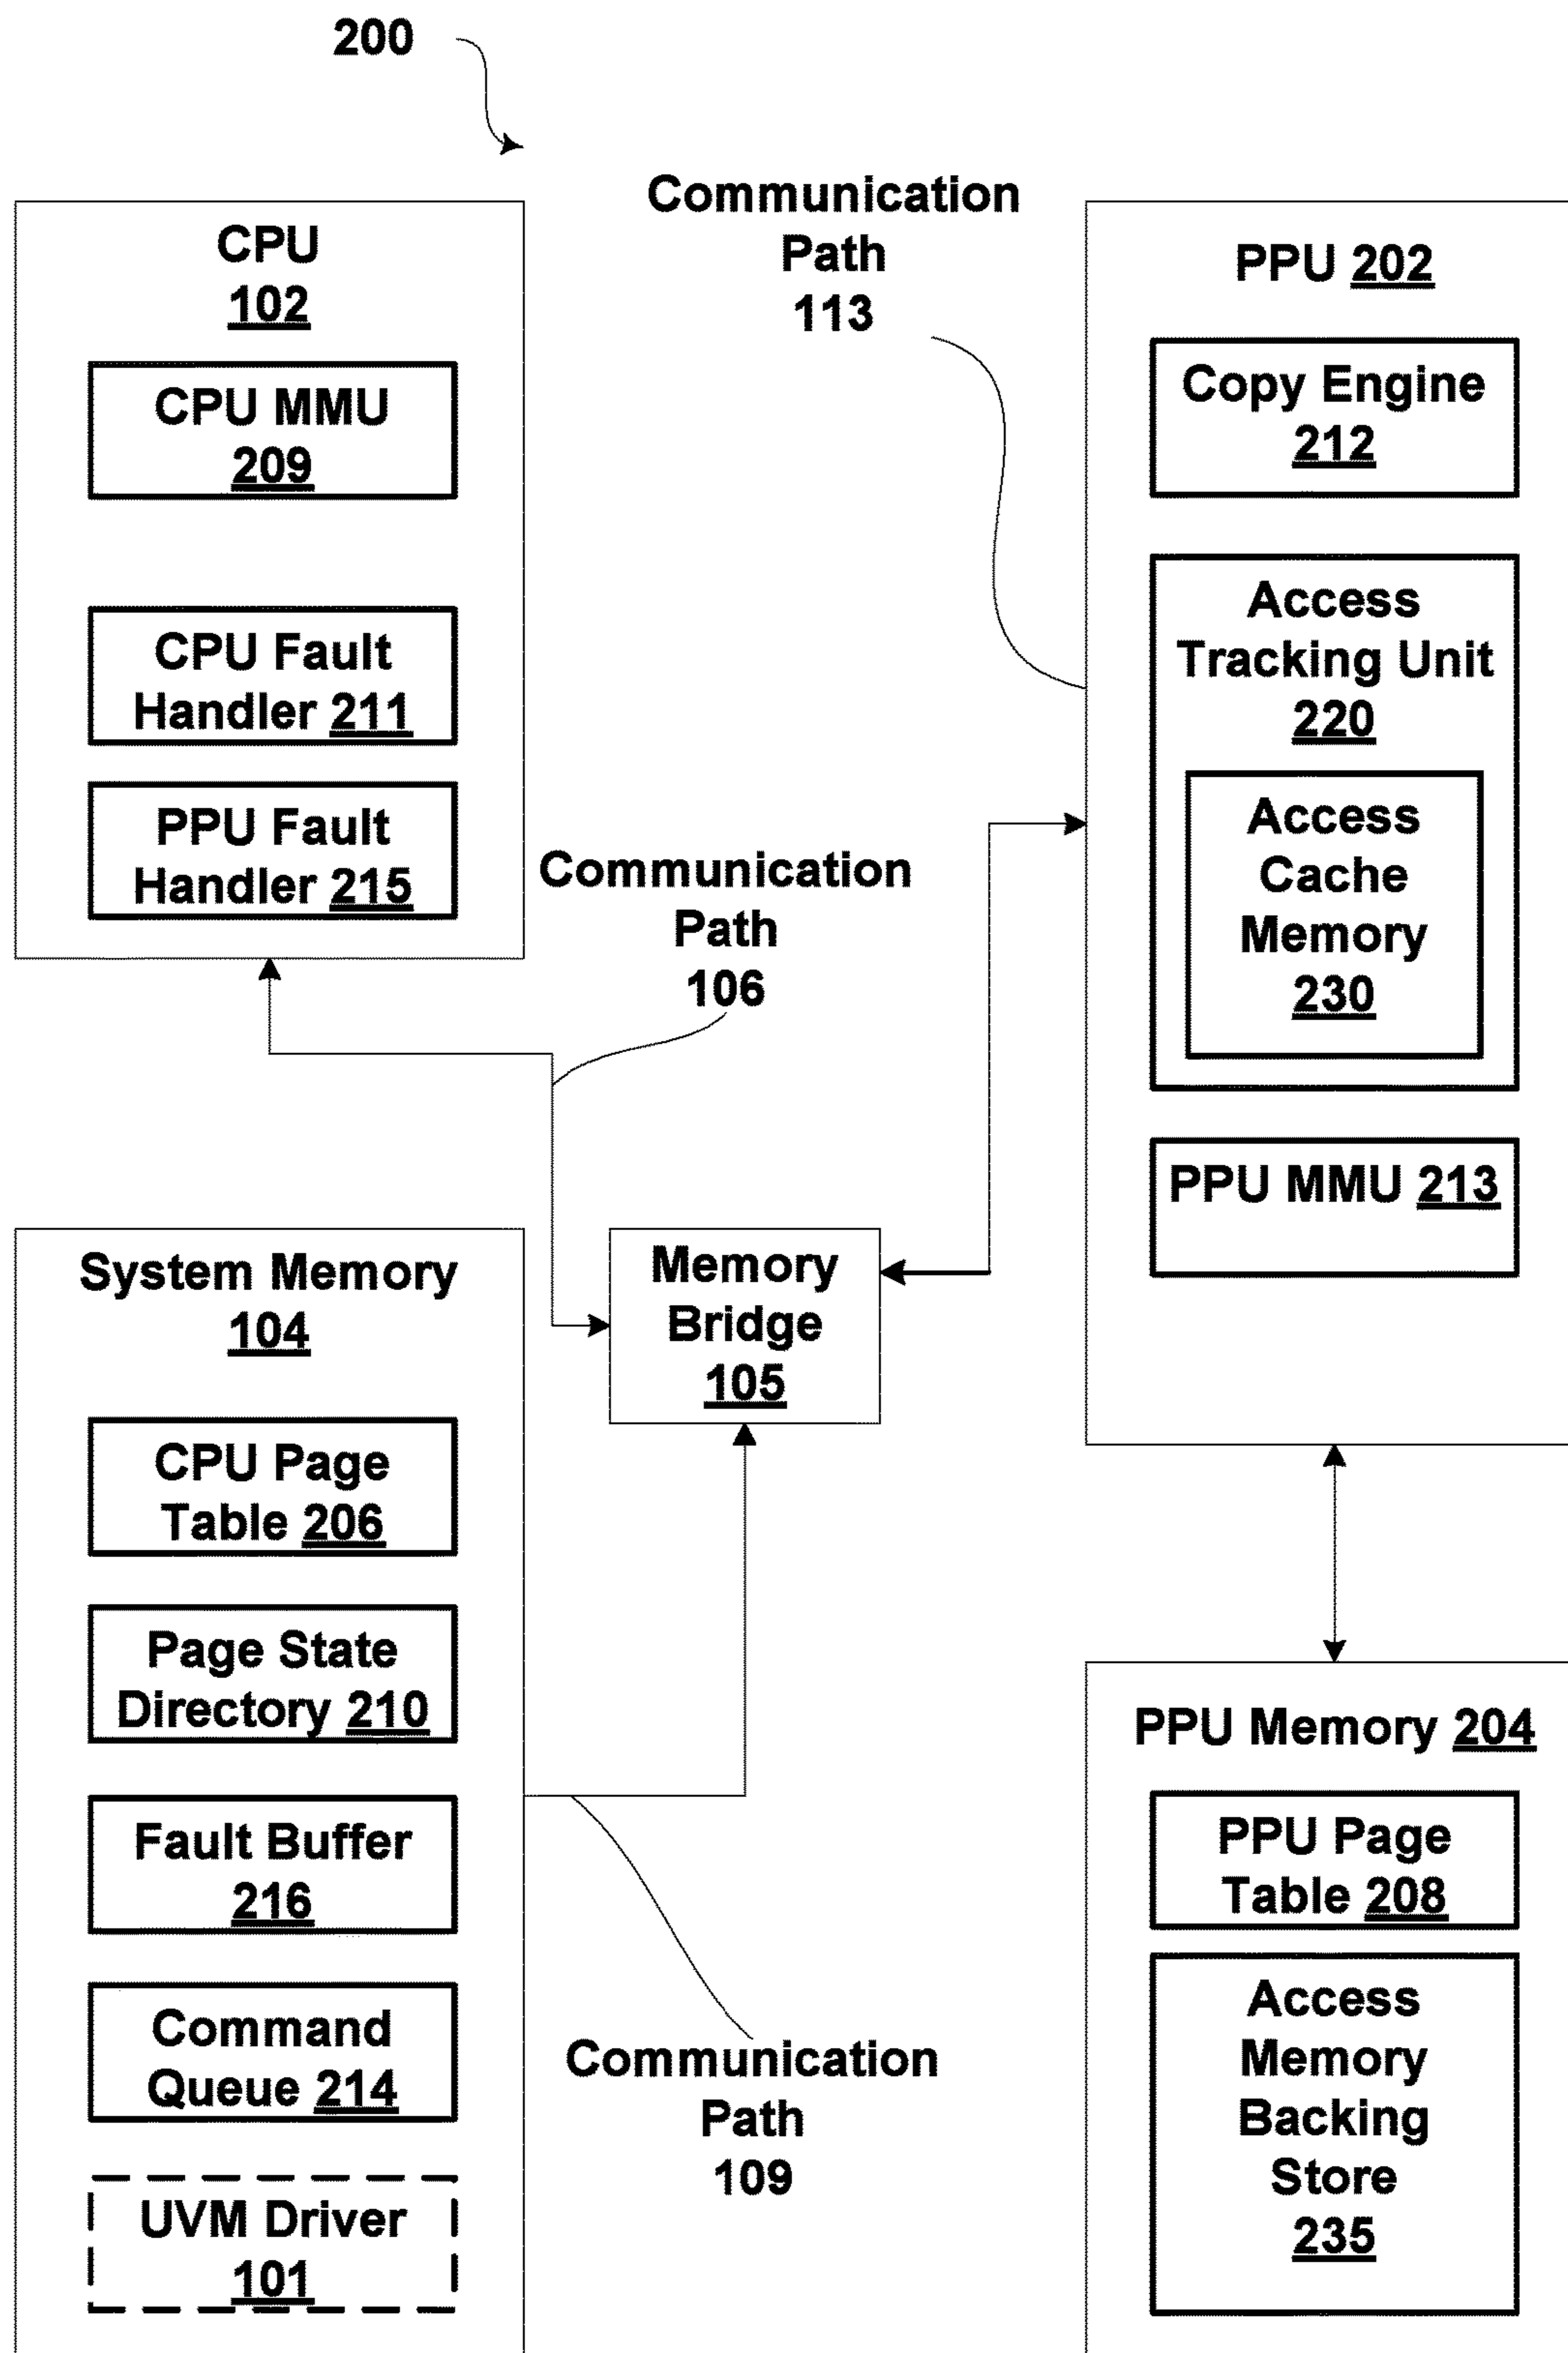 200
CPU
102
CPU MMU
209
CPU Fault
Handler 211
PPU Fault
Handler 215
Communication
Path
113
Communication
Path
106
PPU 202
Copy Engine
212
Access
Tracking Unit
220
Access
Cache
Memory
230
PPU MMU 213
System Memory
104
CPU Page
Table 206
Page State
Directory 210
Fault Buffer
216
Command
Queue 214
UVM Driver
101
Memory
Bridge
105
Communication
Path
109
PPU Memory 204
PPU Page
Table 208
Access
Memory
Backing
Store
235